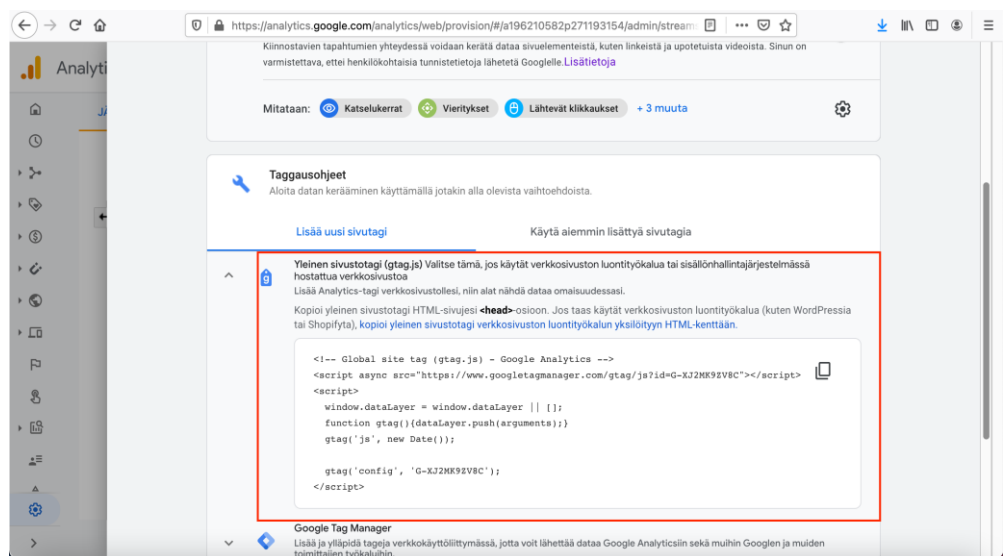 https://analytics.google.com/analytics/web/provision/#/a196210582p271193154/admin/stream
Analyti
Kiinnostavien tapahtumien yhteydessä voidaan kerätä dataa sivuelementeistä, kuten linkeistä ja upotetuista videoista. Sinun on
varmistettava, ettei henkilökohtaisia tunnistetietoja lähetetä Googlelle.Lisätietoja
Mitataan: Katselukerrat Vieritykset Lähtevät klikkaukset + 3 muuta
Taggausohjeet
Aloita datan kerääminen käyttämällä jotakin alla olevista vaihtoehdoista.
Lisää uusi sivutagi Käytä aiemmin lisättyä sivutagia
Yleinen sivustotagi (gtag.js) Valitse tämä, jos käytät verkkosivuston luontityökalua tai sisällönhallintajärjestelmässä
hostattua verkkosivustoa
Lisää Analytics-tagi verkkosivustollesi, niin alat nähdä dataa omaisuudessasi.
Kopioi yleinen sivustotagi HTML-sivujesi <head>-osioon. Jos taas käytät verkkosivuston luontityökalua (kuten WordPressia
tai Shopifyta), kopioi yleinen sivustotagi verkkosivuston luontityökalun yksilöityyn HTML-kenttään.
<!-- Global site tag (gtag.js) - Google Analytics -->
<script async src="https://www.googletagmanager.com/gtag/js?id=G-XJ2MK9ZV8C"></script>
<script>
window.dataLayer = window.dataLayer || [];
function gtag(){dataLayer.push(arguments);}
gtag('js', new Date());
gtag('config', 'G-XJ2MK9ZV8C');
</script>
Google Tag Manager
Lisää ja ylläpidä tageja verkkokäyttöliittymässä, jotta voit lähettää dataa Google Analyticsiin sekä muihin Googlen ja muiden
toimittajien työkaluihin.